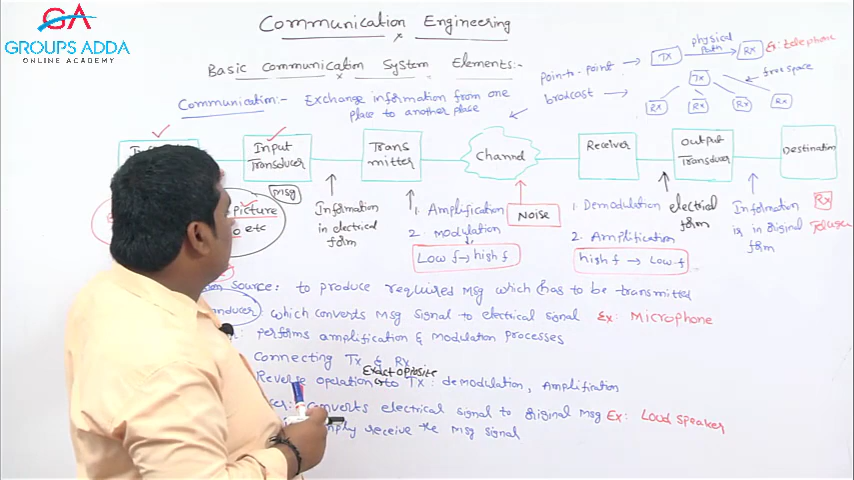 GA
GROUPS ADDA
ONLINE ACADEMY
Communication Engineering
Basic Communication System Elements:-
Communication:- Exchange information from one
place to another place
point-to-point
brodcast
Tx
physical
path
Rx
Ex: telephone
Tx
free space
Rx
Rx
Rx
Rx
Input
Transducer
Trans
mitter
Channel
Receiver
output
Transducer
Destination
msg
picture
etc
Information
in electrical
form
1. Amplification
2. modulation
Low f → high f
NOISE
1. Demodulation
2. Amplification
high f → Low f
electrical
form
Information
is in original
form
Rx
Source: to produce required msg which has to be transmitted
which converts msg signal to electrical signal Ex: Microphone
performs amplification & modulation processes
Connecting Tx & Rx
Exact opposite
Reverse operation to Tx: demodulation, Amplification
converts electrical signal to original msg Ex: Loud speaker
receive the msg signal